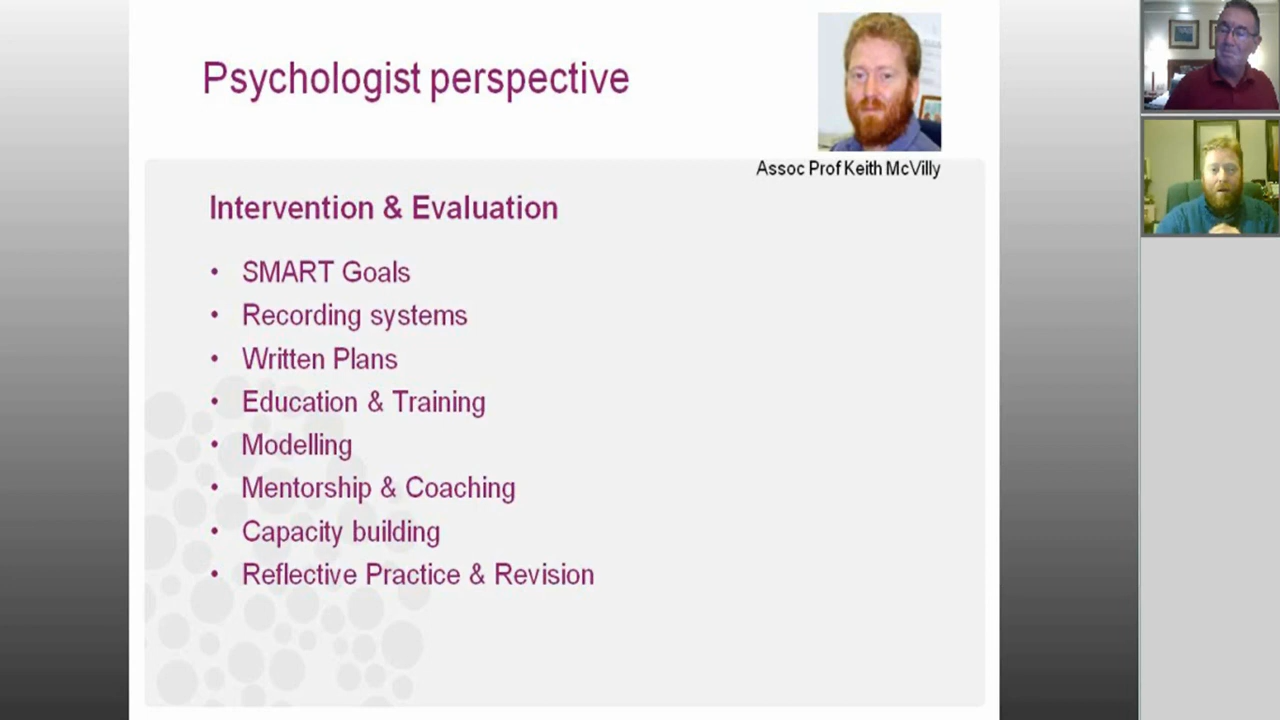 Psychologist perspective
Assoc Prof Keith McVilly
Intervention & Evaluation
• SMART Goals
• Recording systems
• Written Plans
• Education & Training
• Modelling
• Mentorship & Coaching
• Capacity building
• Reflective Practice & Revision